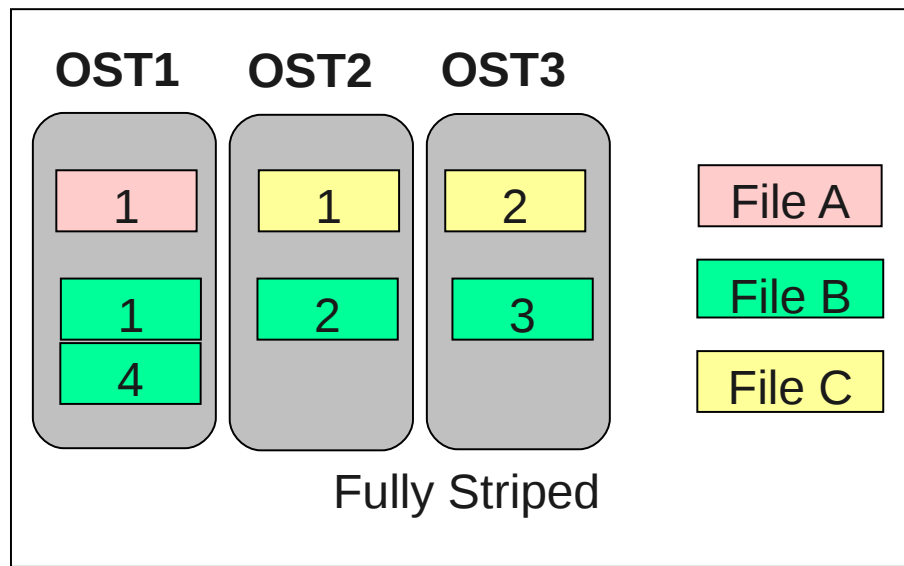 OST1 OST2 OST3
1 1 2 File A
1 2 3 File B
4 File C
Fully Striped